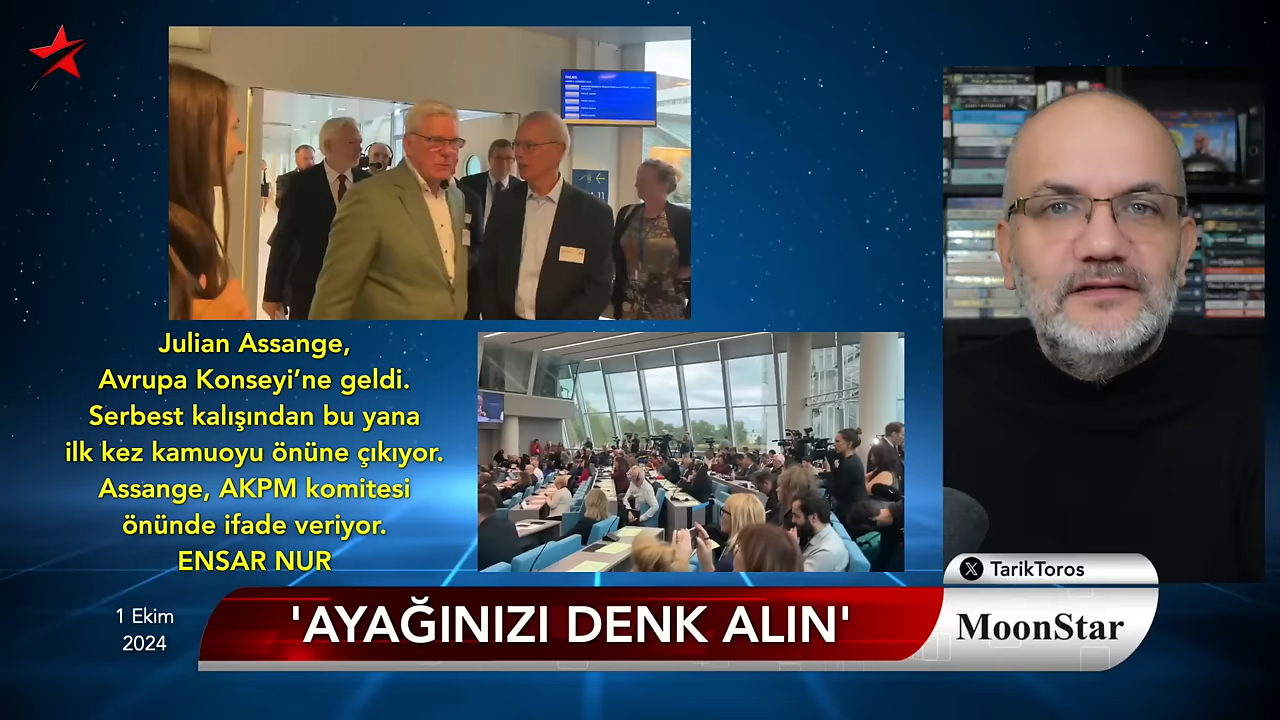 Julian Assange,
Avrupa Konseyi’ne geldi.
Serbest kalışından bu yana
ilk kez kamuoyu önüne çıkıyor.
Assange, AKPM komitesi
önünde ifade veriyor.
ENSAR NUR
TarikToros
1 Ekim
2024
'AYAĞINIZI DENK ALIN'
MoonStar